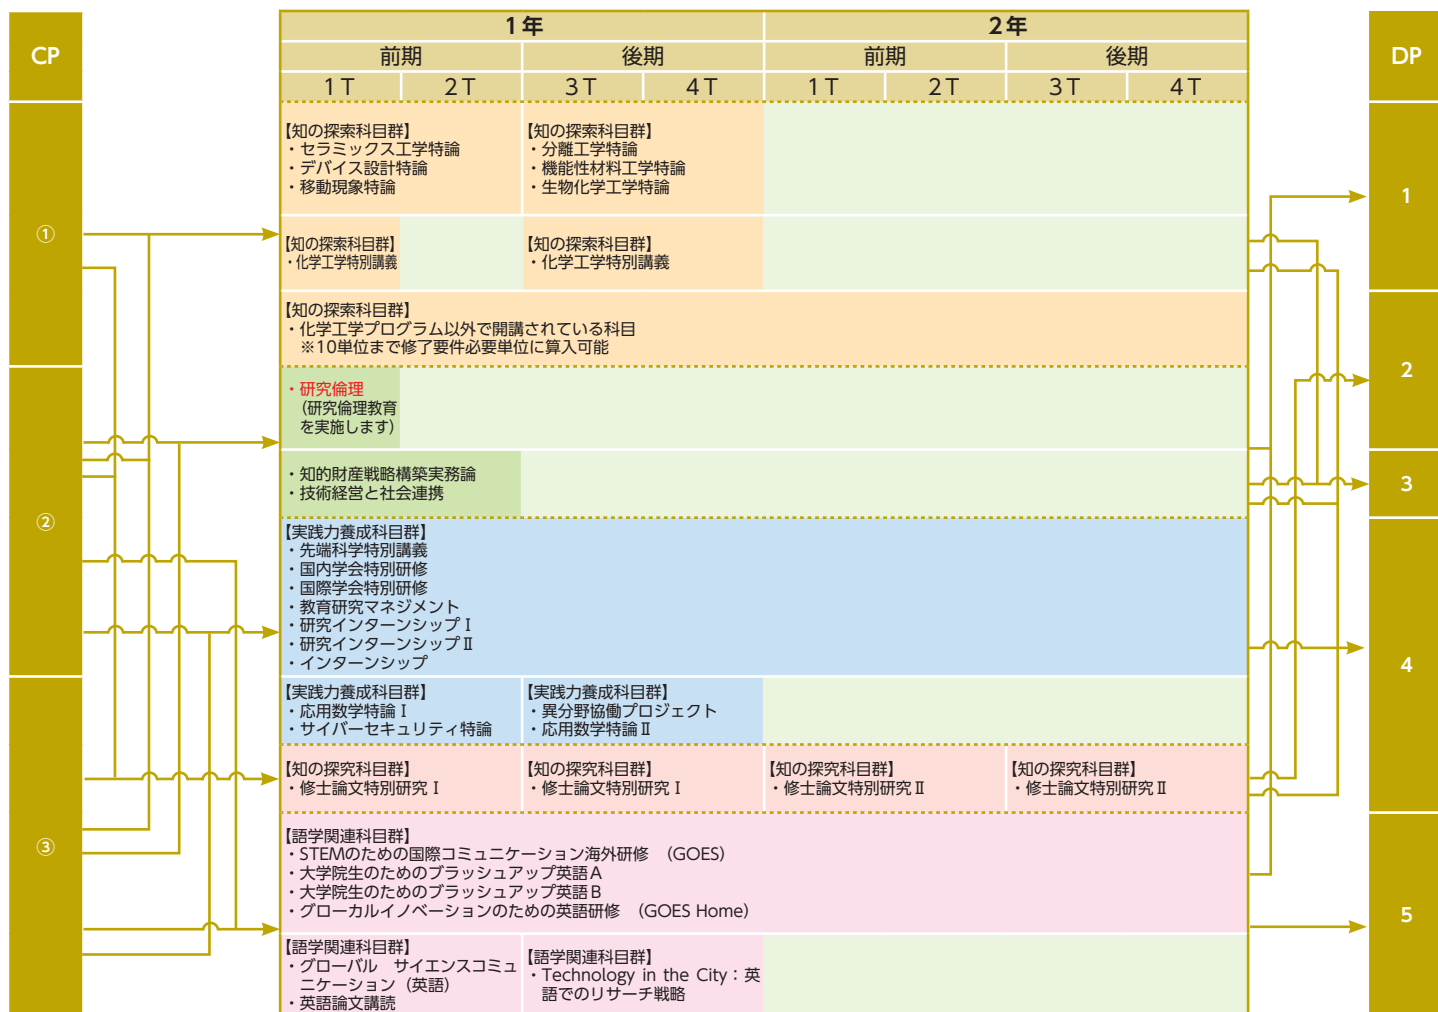 CP
1年
2年
DP
前期
後期
前期
後期
1T
2T
3T
4T
1T
2T
3T
4T
①
②
③
【知の探索科目群】
・セラミックス工学特論
・デバイス設計特論
・移動現象特論
【知の探索科目群】
・分離工学特論
・機能性材料工学特論
・生物化学工学特論
【知の探索科目群】
・化学工学特別講義
【知の探索科目群】
・化学工学特別講義
【知の探索科目群】
・化学工学プログラム以外で開講されている科目
※10単位まで修了要件必要単位に算入可能
・研究倫理
(研究倫理教育
を実施します)
・知的財産戦略構築実務論
・技術経営と社会連携
【実践力養成科目群】
・先端科学特別講義
・国内学会特別研修
・国際学会特別研修
・教育研究マネジメント
・研究インターンシップⅠ
・研究インターンシップⅡ
・インターンシップ
【実践力養成科目群】
・応用数学特論Ⅰ
・サイバーセキュリティ特論
【実践力養成科目群】
・異分野協働プロジェクト
・応用数学特論Ⅱ
【知の探究科目群】
・修士論文特別研究Ⅰ
【知の探究科目群】
・修士論文特別研究Ⅰ
【知の探究科目群】
・修士論文特別研究Ⅱ
【知の探究科目群】
・修士論文特別研究Ⅱ
【語学関連科目群】
・STEMのための国際コミュニケーション海外研修 (GOES)
・大学院生のためのブラッシュアップ英語A
・大学院生のためのブラッシュアップ英語B
・グローカルイノベーションのための英語研修 (GOES Home)
【語学関連科目群】
・グローバル サイエンスコミュ
ニケーション(英語)
・英語論文講読
【語学関連科目群】
・Technology in the City:英
語でのリサーチ戦略
1
2
3
4
5